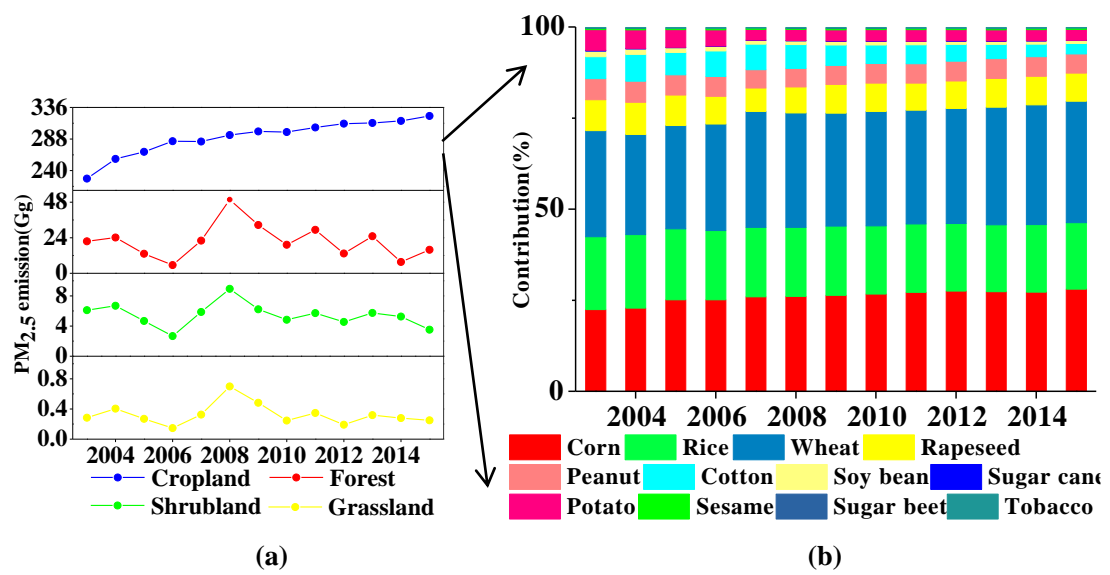 336
288
240
48
24
0
8
4
0
0.8
0.4
0.0
PM2.5 emission(Gg)
2004 2006 2008 2010 2012 2014
Cropland Forest
Shrubland Grassland
(a)
100
50
0
Contribution(%)
2004 2006 2008 2010 2012 2014
Corn Rice Wheat Rapeseed
Peanut Cotton Soy bean Sugar cane
Potato Sesame Sugar beet Tobacco
(b)